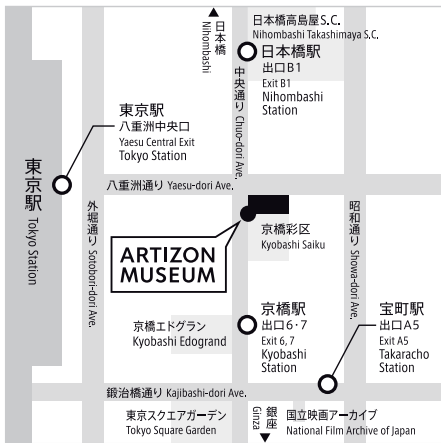 ▲日本橋
Nihombashi
日本橋高島屋S.C.
Nihombashi Takashimaya S.C.
日本橋駅
出口B1
Exit B1
Nihombashi
Station
中央通り Chuo-dori Ave.
東京駅
八重洲中央口
Yaesu Central Exit
Tokyo Station
東京駅 Tokyo Station
八重洲通り Yaesu-dori Ave.
外堀通り Sotobori-dori Ave.
昭和通り Showa-dori Ave.
京橋彩区
Kyobashi Saiku
ARTIZON
MUSEUM
京橋エドグラン
Kyobashi Edogrand
京橋駅
出口6・7
Exit 6, 7
Kyobashi
Station
宝町駅
出口A5
Exit A5
Takaracho
Station
鍛冶橋通り Kajibashi-dori Ave.
東京スクエアガーデン
Tokyo Square Garden
銀座
Ginza ▼
国立映画アーカイブ
National Film Archive of Japan